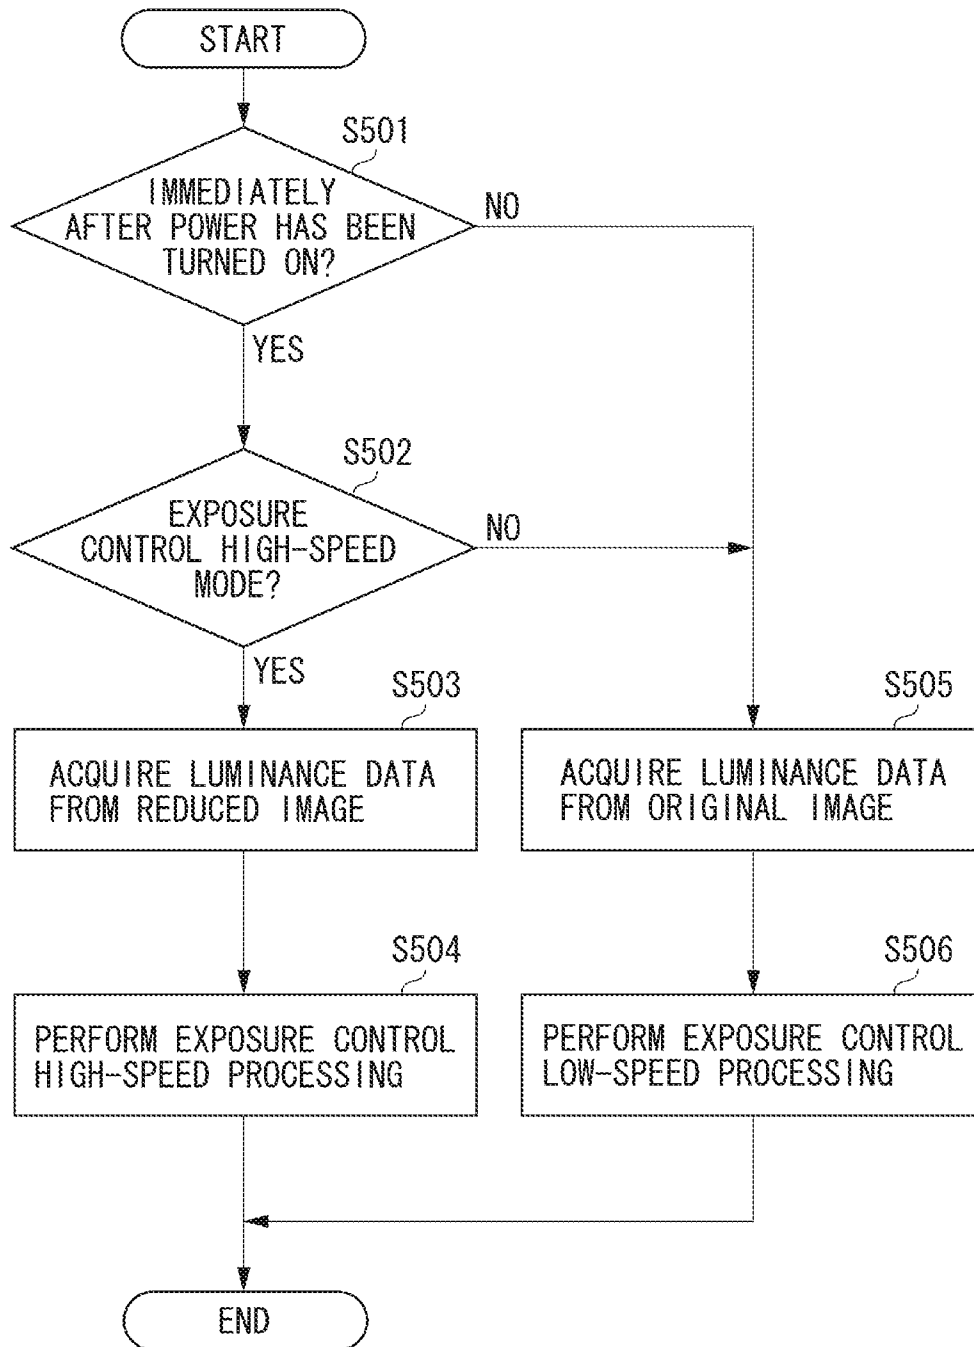 START
S501
IMMEDIATELY
AFTER POWER HAS BEEN
TURNED ON?
NO
YES
S502
EXPOSURE
CONTROL HIGH-SPEED
MODE?
NO
YES
S503
ACQUIRE LUMINANCE DATA
FROM REDUCED IMAGE
S505
ACQUIRE LUMINANCE DATA
FROM ORIGINAL IMAGE
S504
PERFORM EXPOSURE CONTROL
HIGH-SPEED PROCESSING
S506
PERFORM EXPOSURE CONTROL
LOW-SPEED PROCESSING
END